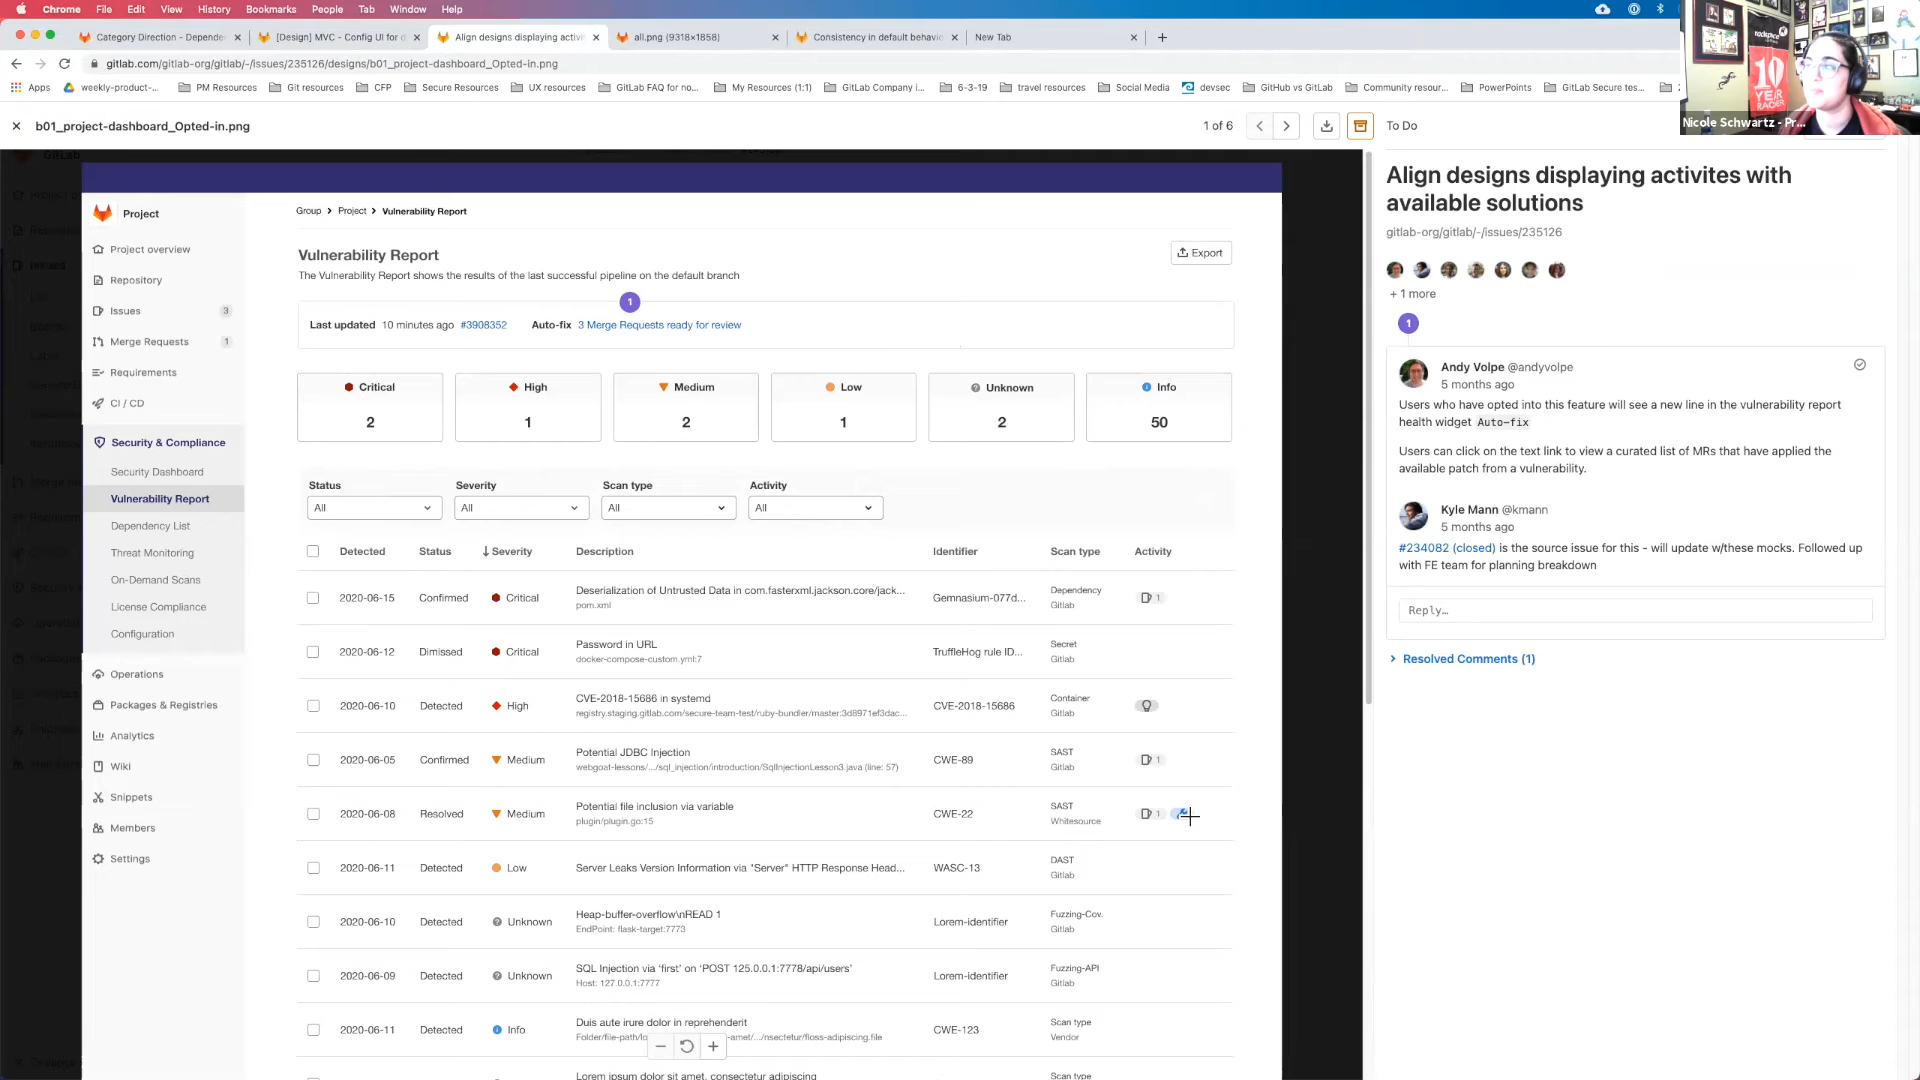 Chrome File Edit View History Bookmarks People Tab Window Help
Category Direction - Depende
[Design] MVC - Config UI for d
Align designs displaying activi
all.png (9318×1858)
Consistency in default behavi
New Tab
gitlab.com/gitlab-org/gitlab/-/issues/235126/designs/b01_project-dashboard_Opted-in.png
Apps weekly-product-... PM Resources Git resources CFP Secure Resources UX resources GitLab FAQ for no... My Resources (1:1) GitLab Company i... 6-3-19 travel resources Social Media devsec GitHub vs GitLab Community resour... PowerPoints GitLab Secure tes...
Nicole Schwartz - Pr...
10
YEAR
RACER
b01_project-dashboard_Opted-in.png
1 of 6
To Do
Project
Project overview
Repository
Issues 3
Merge Requests 1
Requirements
CI / CD
Security & Compliance
Security Dashboard
Vulnerability Report
Dependency List
Threat Monitoring
On-Demand Scans
License Compliance
Configuration
Operations
Packages & Registries
Analytics
Wiki
Snippets
Members
Settings
Group > Project > Vulnerability Report
Vulnerability Report
Export
The Vulnerability Report shows the results of the last successful pipeline on the default branch
1
Last updated 10 minutes ago #3908352 Auto-fix 3 Merge Requests ready for review
Critical High Medium Low Unknown Info
2 1 2 1 2 50
Status Severity Scan type Activity
All All All All
Detected Status Severity Description Identifier Scan type Activity
2020-06-15 Confirmed Critical Deserialization of Untrusted Data in com.fasterxml.jackson.core/jack... Gemnasium-077d... Dependency 1
pom.xml Gitlab
2020-06-12 Dimissed Critical Password in URL TruffleHog rule ID... Secret
docker-compose-custom.ymt:7 Gitlab
2020-06-10 Detected High CVE-2018-15686 in systemd CVE-2018-15686 Container
registry.staging.gitlab.com/secure-team-test/ruby-bundler/master:3d8971ef3dac... Gitlab
2020-06-05 Confirmed Medium Potential JDBC Injection CWE-89 SAST 1
webgoat-lessons/.../sql_injection/introduction/SqlInjectionLesson3.java (line: 57) Gitlab
2020-06-08 Resolved Medium Potential file inclusion via variable CWE-22 SAST 1
plugin/plugin.go:15 Whitesource
2020-06-11 Detected Low Server Leaks Version Information via "Server" HTTP Response Head... WASC-13 DAST
Gitlab
2020-06-10 Detected Unknown Heap-buffer-overflow\nREAD 1 Lorem-identifier Fuzzing-Cov.
EndPoint: flask-target:7773 Gitlab
2020-06-09 Detected Unknown SQL Injection via 'first' on 'POST 125.0.0.1:7778/api/users' Lorem-identifier Fuzzing-API
Host: 127.0.0.1:7777 Gitlab
2020-06-11 Detected Info Duis aute irure dolor in reprehenderit CWE-123 Scan type
Folder/file-path/lo -amet/.../nsectetur/floss-adipiscing.file Vendor
Lorem ipsum dolor sit amet, consectetur adipiscing Scan type
Align designs displaying activites with
available solutions
gitlab-org/gitlab/-/issues/235126
+ 1 more
1
Andy Volpe @andyvolpe
5 months ago
Users who have opted into this feature will see a new line in the vulnerability report
health widget Auto-fix
Users can click on the text link to view a curated list of MRs that have applied the
available patch from a vulnerability.
Kyle Mann @kmann
5 months ago
#234082 (closed) is the source issue for this - will update w/these mocks. Followed up
with FE team for planning breakdown
Reply…
Resolved Comments (1)